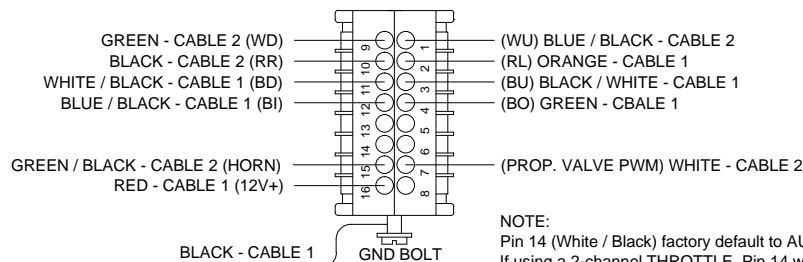 GREEN - CABLE 2 (WD)
BLACK - CABLE 2 (RR)
WHITE / BLACK - CABLE 1 (BD)
BLUE / BLACK - CABLE 1 (BI)
GREEN / BLACK - CABLE 2 (HORN)
RED - CABLE 1 (12V+)
BLACK - CABLE 1
9
10
11
12
13
14
15
16
1
2
3
4
5
6
7
8
GND BOLT
(WU) BLUE / BLACK - CABLE 2
(RL) ORANGE - CABLE 1
(BU) BLACK / WHITE - CABLE 1
(BO) GREEN - CBALE 1
(PROP. VALVE PWM) WHITE - CABLE 2
NOTE:
Pin 14 (White / Black) factory default to AU
If using a 2-channel THROTTLE, Pin 14 w